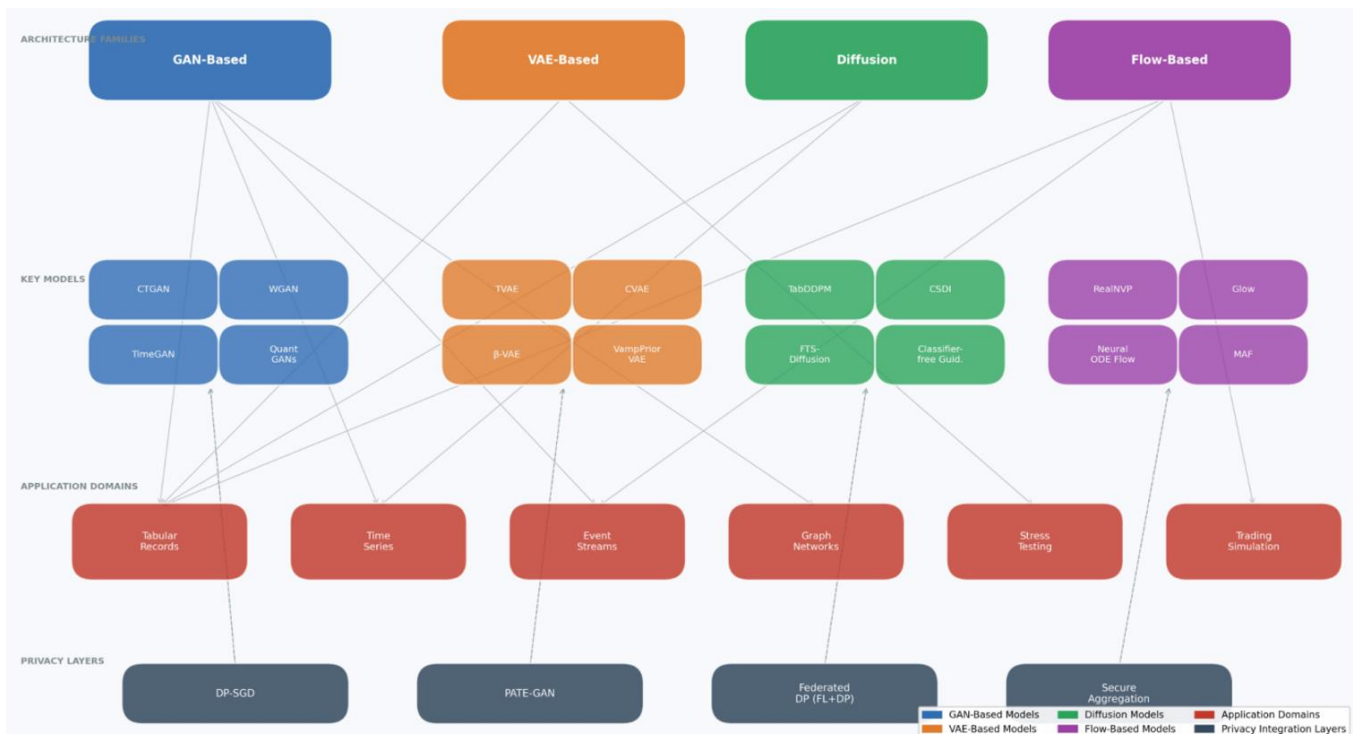 ARCHITECTURE FAMILIES
GAN-Based
VAE-Based
Diffusion
Flow-Based
KEY MODELS
CTGAN
WGAN
TVAE
CVAE
TabDDPM
CSDI
RealNVP
Glow
TimeGAN
Quant
GANs
β-VAE
VampPrior
VAE
FTS-
Diffusion
Classifier-
free Guid.
Neural
ODE Flow
MAF
APPLICATION DOMAINS
Tabular
Records
Time
Series
Event
Streams
Graph
Networks
Stress
Testing
Trading
Simulation
PRIVACY LAYERS
DP-SGD
PATE-GAN
Federated
DP (FL+DP)
Secure
Aggregation
GAN-Based Models
VAE-Based Models
Diffusion Models
Flow-Based Models
Application Domains
Privacy Integration Layers